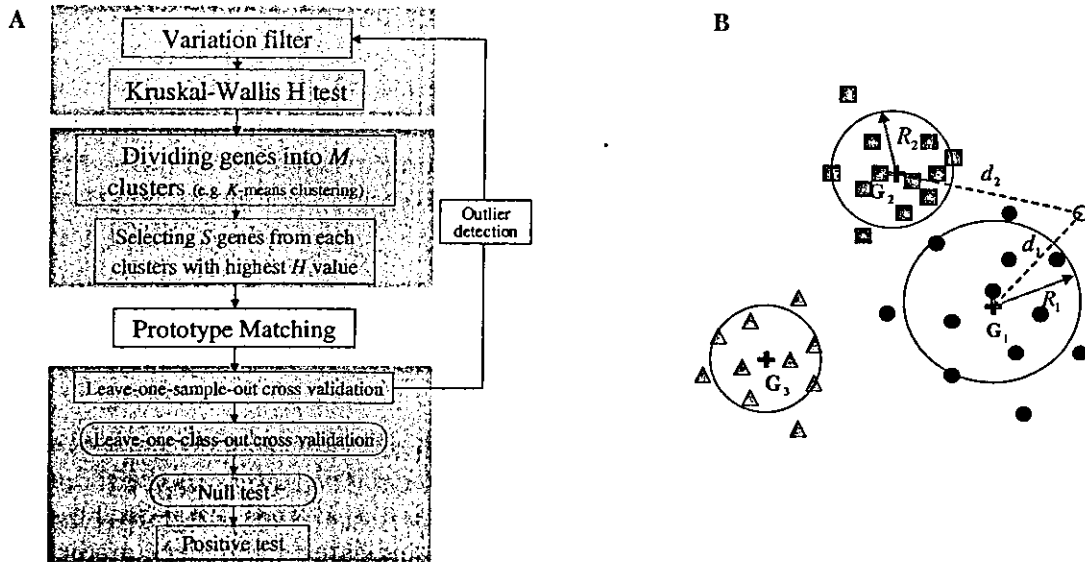 A
Variation filter
Kruskal-Wallis H test
Dividing genes into M
clusters (e.g. K-means clustering)
Selecting S genes from each
clusters with highest H value
Outlier
detection
Prototype Matching
Leave-one-sample-out cross validation
Leave-one-class-out cross validation
Null test
Positive test
B
R2
G2
d2
d1
R1
G1
G3